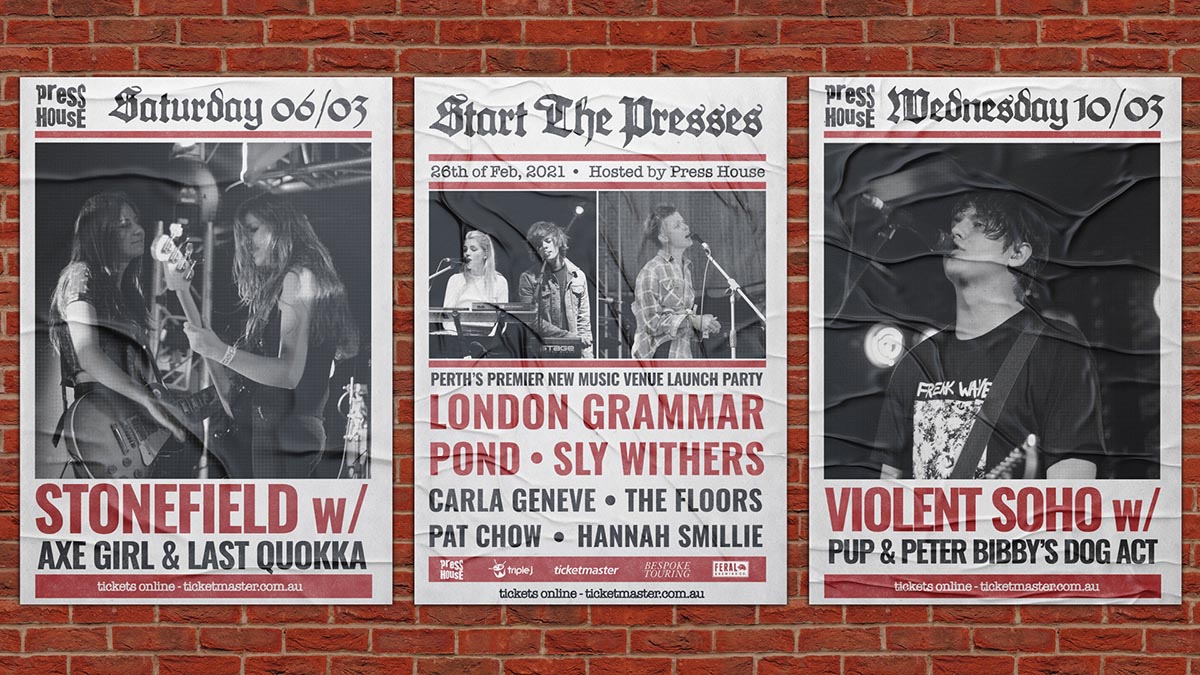 PRESS
HOUSE
Saturday 06/03
STONEFIELD w/
AXE GIRL & LAST QUOKKA
tickets online - ticketmaster.com.au
Start The Presses
26th of Feb, 2021 • Hosted by Press House
STAGE
PERTH'S PREMIER NEW MUSIC VENUE LAUNCH PARTY
LONDON GRAMMAR
POND • SLY WITHERS
CARLA GENEVE • THE FLOORS
PAT CHOW • HANNAH SMILLIE
PRESS HOUSE triple j ticketmaster BESPOKE TOURING FERAL BREWING CO.
tickets online - ticketmaster.com.au
PRESS
HOUSE
Wednesday 10/03
FREAK WAVE
VIOLENT SOHO w/
PUP & PETER BIBBY'S DOG ACT
tickets online - ticketmaster.com.au